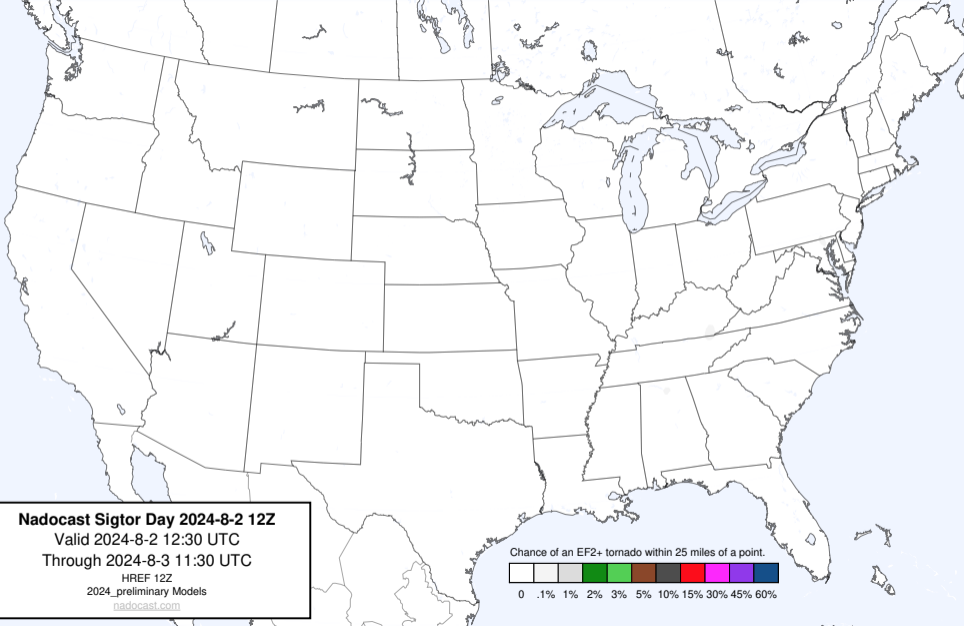 Nadocast Sigtor Day 2024-8-2 12Z
Valid 2024-8-2 12:30 UTC
Through 2024-8-3 11:30 UTC
HREF 12Z
2024_preliminary Models
nadocast.com
Chance of an EF2+ tornado within 25 miles of a point.
0 .1% 1% 2% 3% 5% 10% 15% 30% 45% 60%